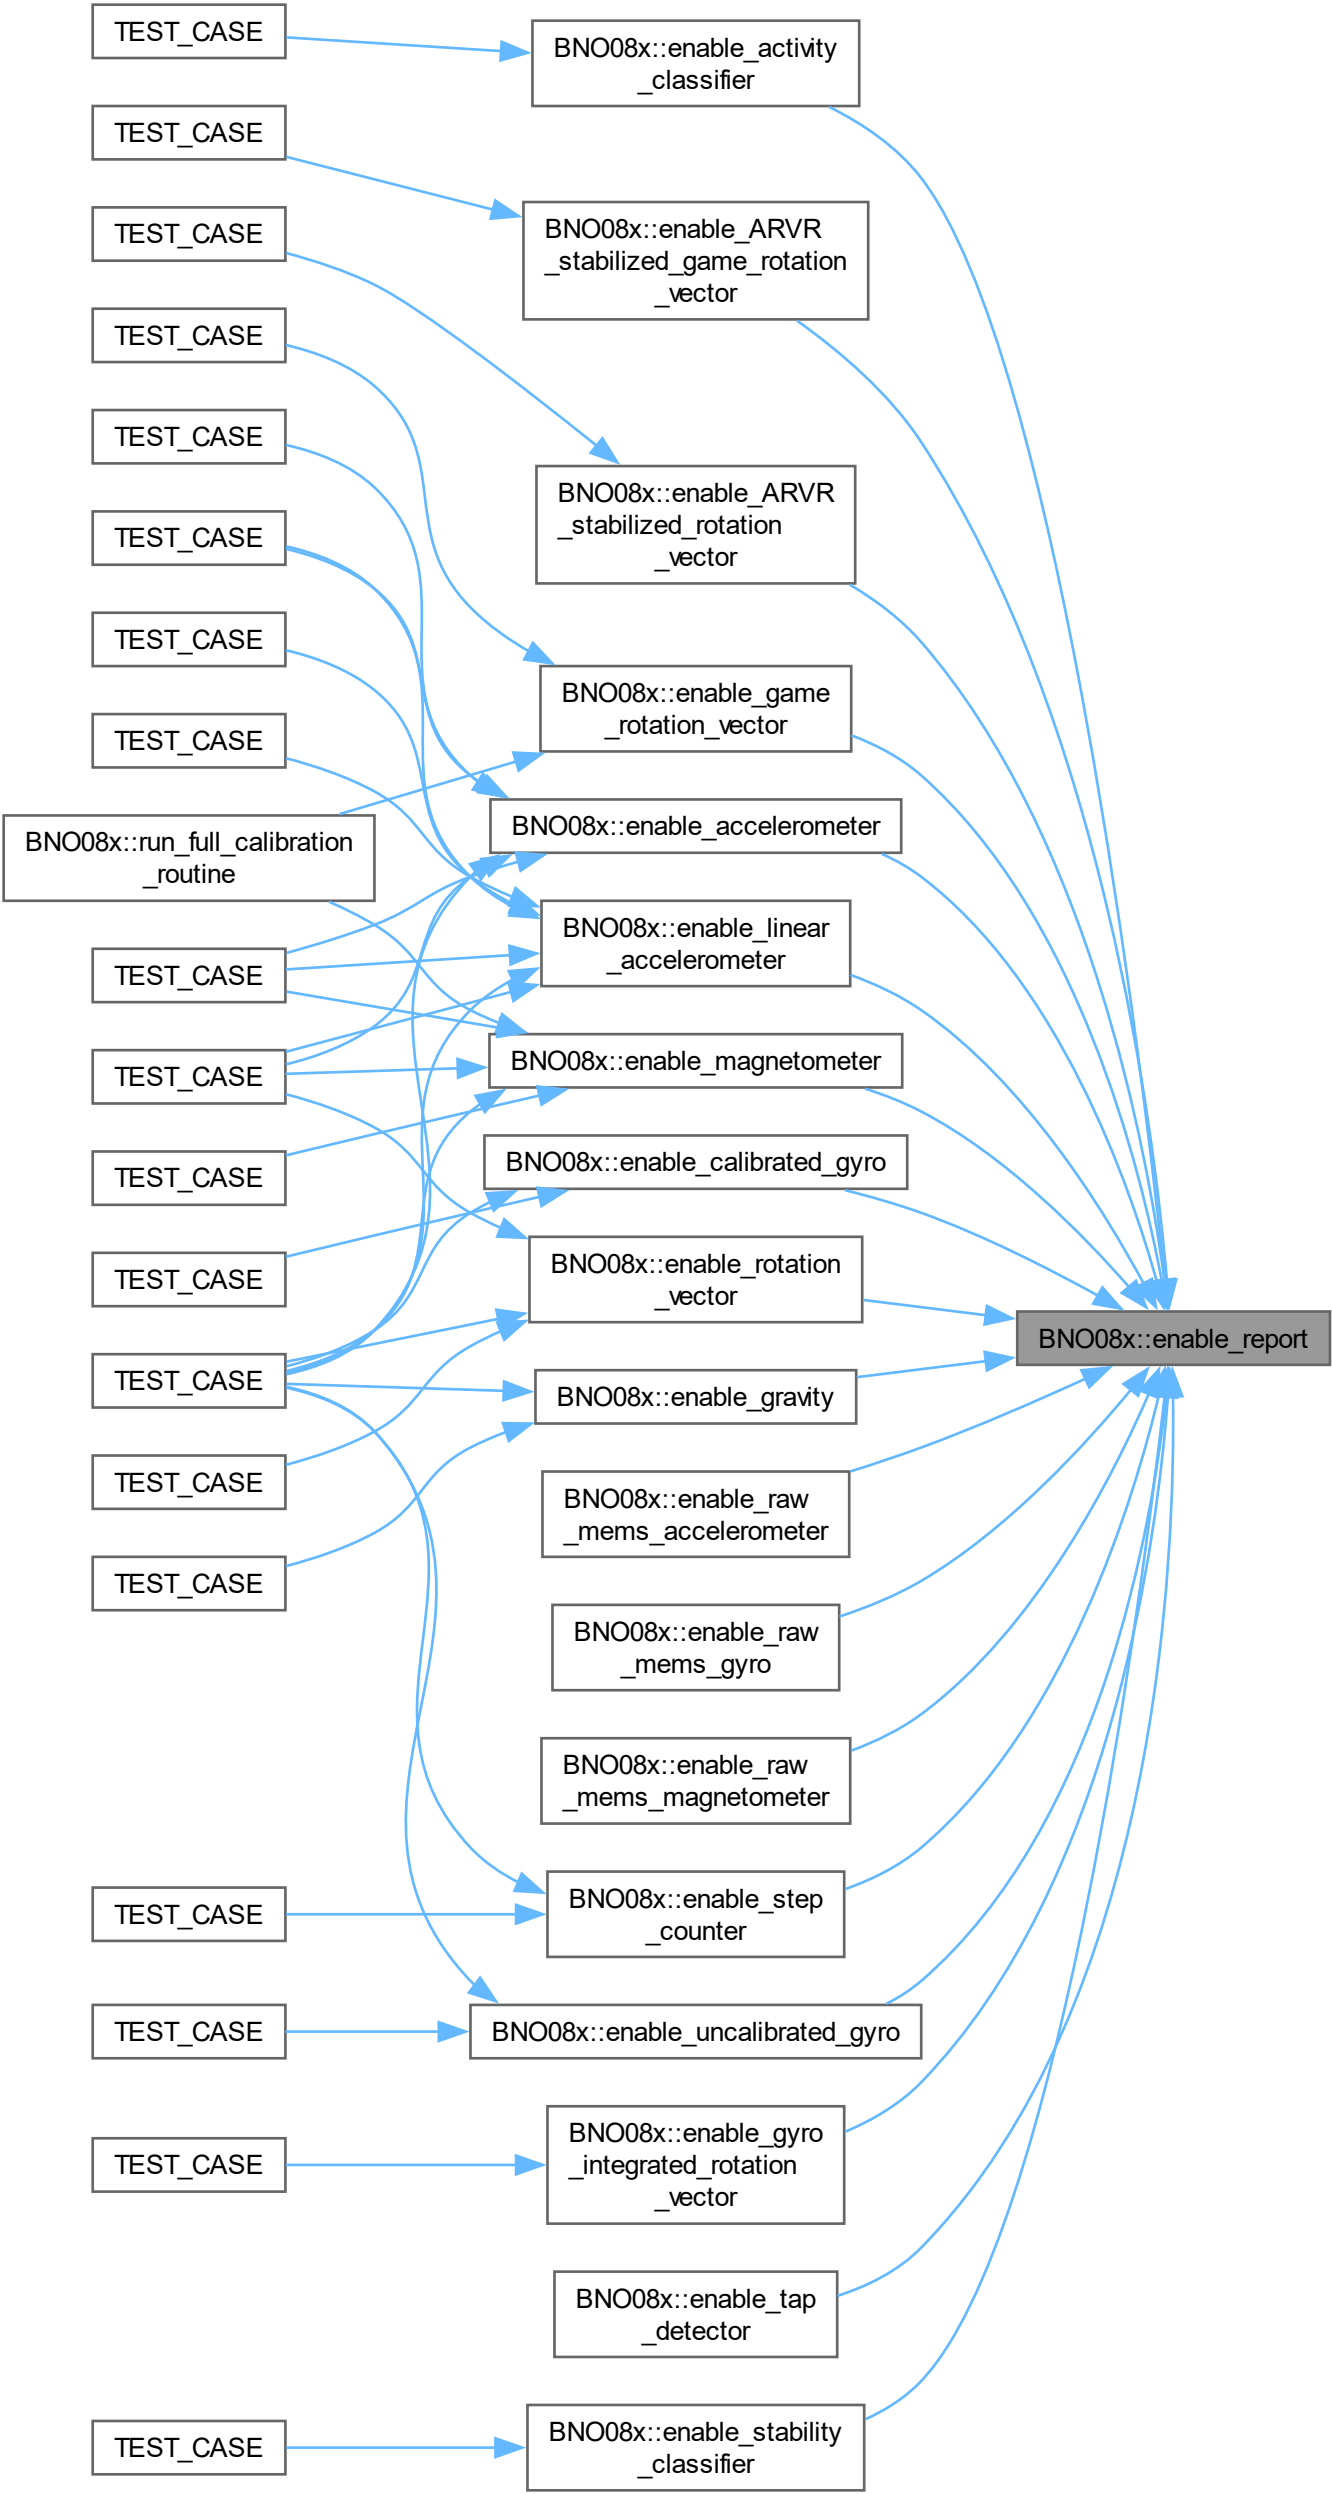 TEST_CASE
BNO08x::enable_activity
_classifier
TEST_CASE
TEST_CASE
BNO08x::enable_ARVR
_stabilized_game_rotation
_vector
TEST_CASE
TEST_CASE
BNO08x::enable_ARVR
_stabilized_rotation
_vector
TEST_CASE
TEST_CASE
BNO08x::enable_game
_rotation_vector
TEST_CASE
BNO08x::run_full_calibration
_routine
BNO08x::enable_accelerometer
BNO08x::enable_linear
_accelerometer
TEST_CASE
TEST_CASE
BNO08x::enable_magnetometer
TEST_CASE
BNO08x::enable_calibrated_gyro
TEST_CASE
BNO08x::enable_rotation
_vector
BNO08x::enable_report
TEST_CASE
BNO08x::enable_gravity
TEST_CASE
BNO08x::enable_raw
_mems_accelerometer
TEST_CASE
BNO08x::enable_raw
_mems_gyro
BNO08x::enable_raw
_mems_magnetometer
TEST_CASE
BNO08x::enable_step
_counter
TEST_CASE
BNO08x::enable_uncalibrated_gyro
TEST_CASE
BNO08x::enable_gyro
_integrated_rotation
_vector
BNO08x::enable_tap
_detector
TEST_CASE
BNO08x::enable_stability
_classifier